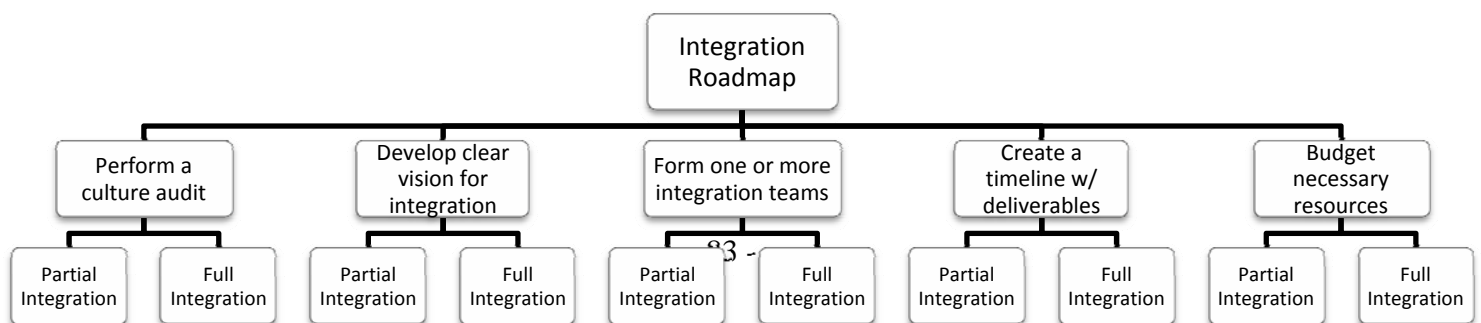 Integration
Roadmap
Perform a
culture audit
Develop clear
vision for
integration
Form one or more
integration teams
Create a
timeline w/
deliverables
Budget
necessary
resources
Partial
Integration
Full
Integration
Partial
Integration
Full
Integration
83 -
Partial
Integration
Full
Integration
Partial
Integration
Full
Integration
Partial
Integration
Full
Integration